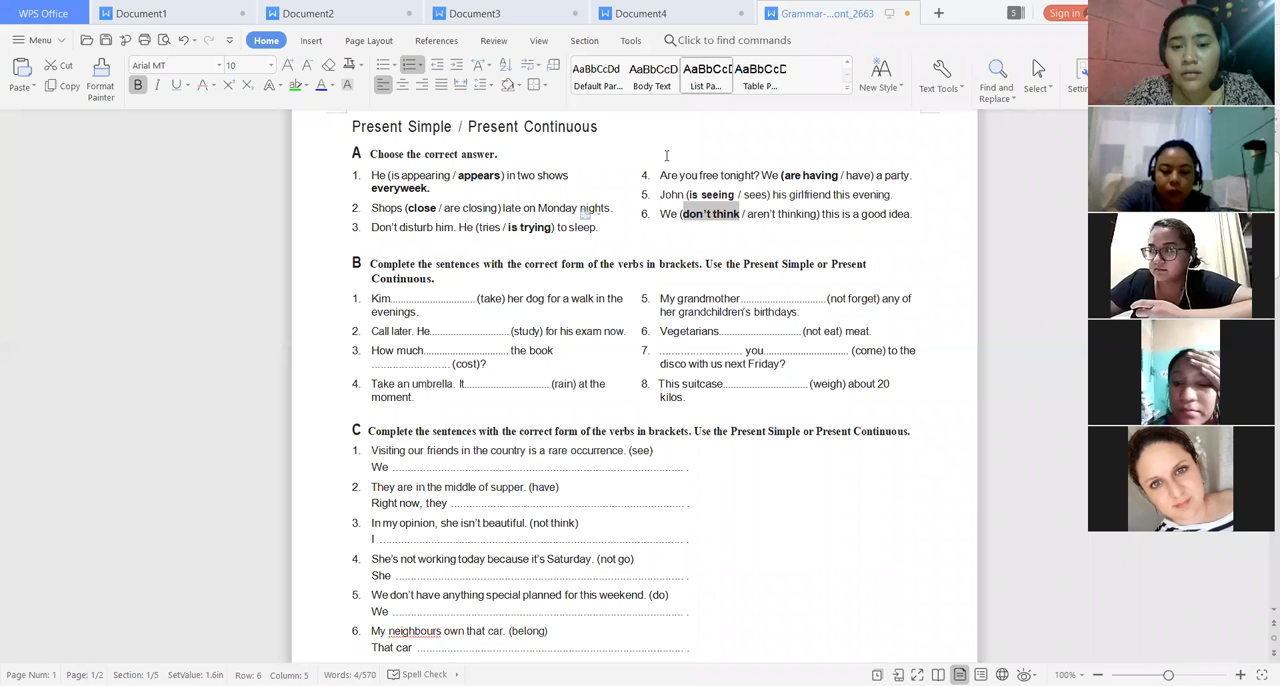 WPS Office
Document1
Document2
Document3
Document4
Grammar-...ont_2663
5
Sign in
Menu
Home
Insert
Page Layout
References
Review
View
Section
Tools
Click to find commands
Paste
Cut
Copy
Format Painter
Arial MT
10
AaBbCcDd
Default Par...
AaBbCcD
Body Text
AaBbCcI
List Pa...
AaBbCcD
Table P...
New Style
Text Tools
Find and Replace
Select
Present Simple / Present Continuous
A Choose the correct answer.
1. He (is appearing / appears) in two shows
everyweek.
2. Shops (close / are closing) late on Monday nights.
3. Don't disturb him. He (tries / is trying) to sleep.
4. Are you free tonight? We (are having / have) a party.
5. John (is seeing / sees) his girlfriend this evening.
6. We (don't think / aren't thinking) this is a good idea.
B Complete the sentences with the correct form of the verbs in brackets. Use the Present Simple or Present
Continuous.
1. Kim............................ (take) her dog for a walk in the
evenings.
2. Call later. He........................... (study) for his exam now.
3. How much............................ the book
.......................... (cost)?
4. Take an umbrella. It............................ (rain) at the
moment.
5. My grandmother............................ (not forget) any of
her grandchildren's birthdays.
6. Vegetarians........................... (not eat) meat.
7. ............................ you............................ (come) to the
disco with us next Friday?
8. This suitcase............................ (weigh) about 20
kilos.
C Complete the sentences with the correct form of the verbs in brackets. Use the Present Simple or Present Continuous.
1. Visiting our friends in the country is a rare occurrence. (see)
We ................................................................................................ .
2. They are in the middle of supper. (have)
Right now, they .............................................................................. .
3. In my opinion, she isn't beautiful. (not think)
I ..................................................................................................... .
4. She's not working today because it's Saturday. (not go)
She ............................................................................................... .
5. We don't have anything special planned for this weekend. (do)
We ................................................................................................ .
6. My neighbours own that car. (belong)
That car ......................................................................................... .
Page Num: 1
Page: 1/2
Section: 1/5
SetValue: 1.6in
Row: 6
Column: 5
Words: 4/570
Spell Check
100%